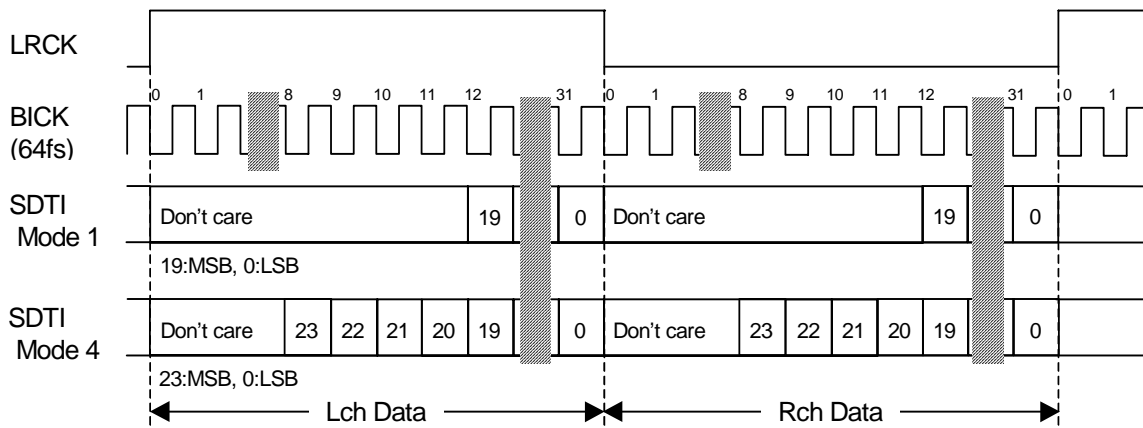 LRCK
0 1 8 9 10 11 12 31 0 1 8 9 10 11 12 31 0 1
BICK
(64fs)
SDTI
Mode 1
Don't care 19 0 Don't care 19 0
19:MSB, 0:LSB
SDTI
Mode 4
Don't care 23 22 21 20 19 0 Don't care 23 22 21 20 19 0
23:MSB, 0:LSB
Lch Data Rch Data